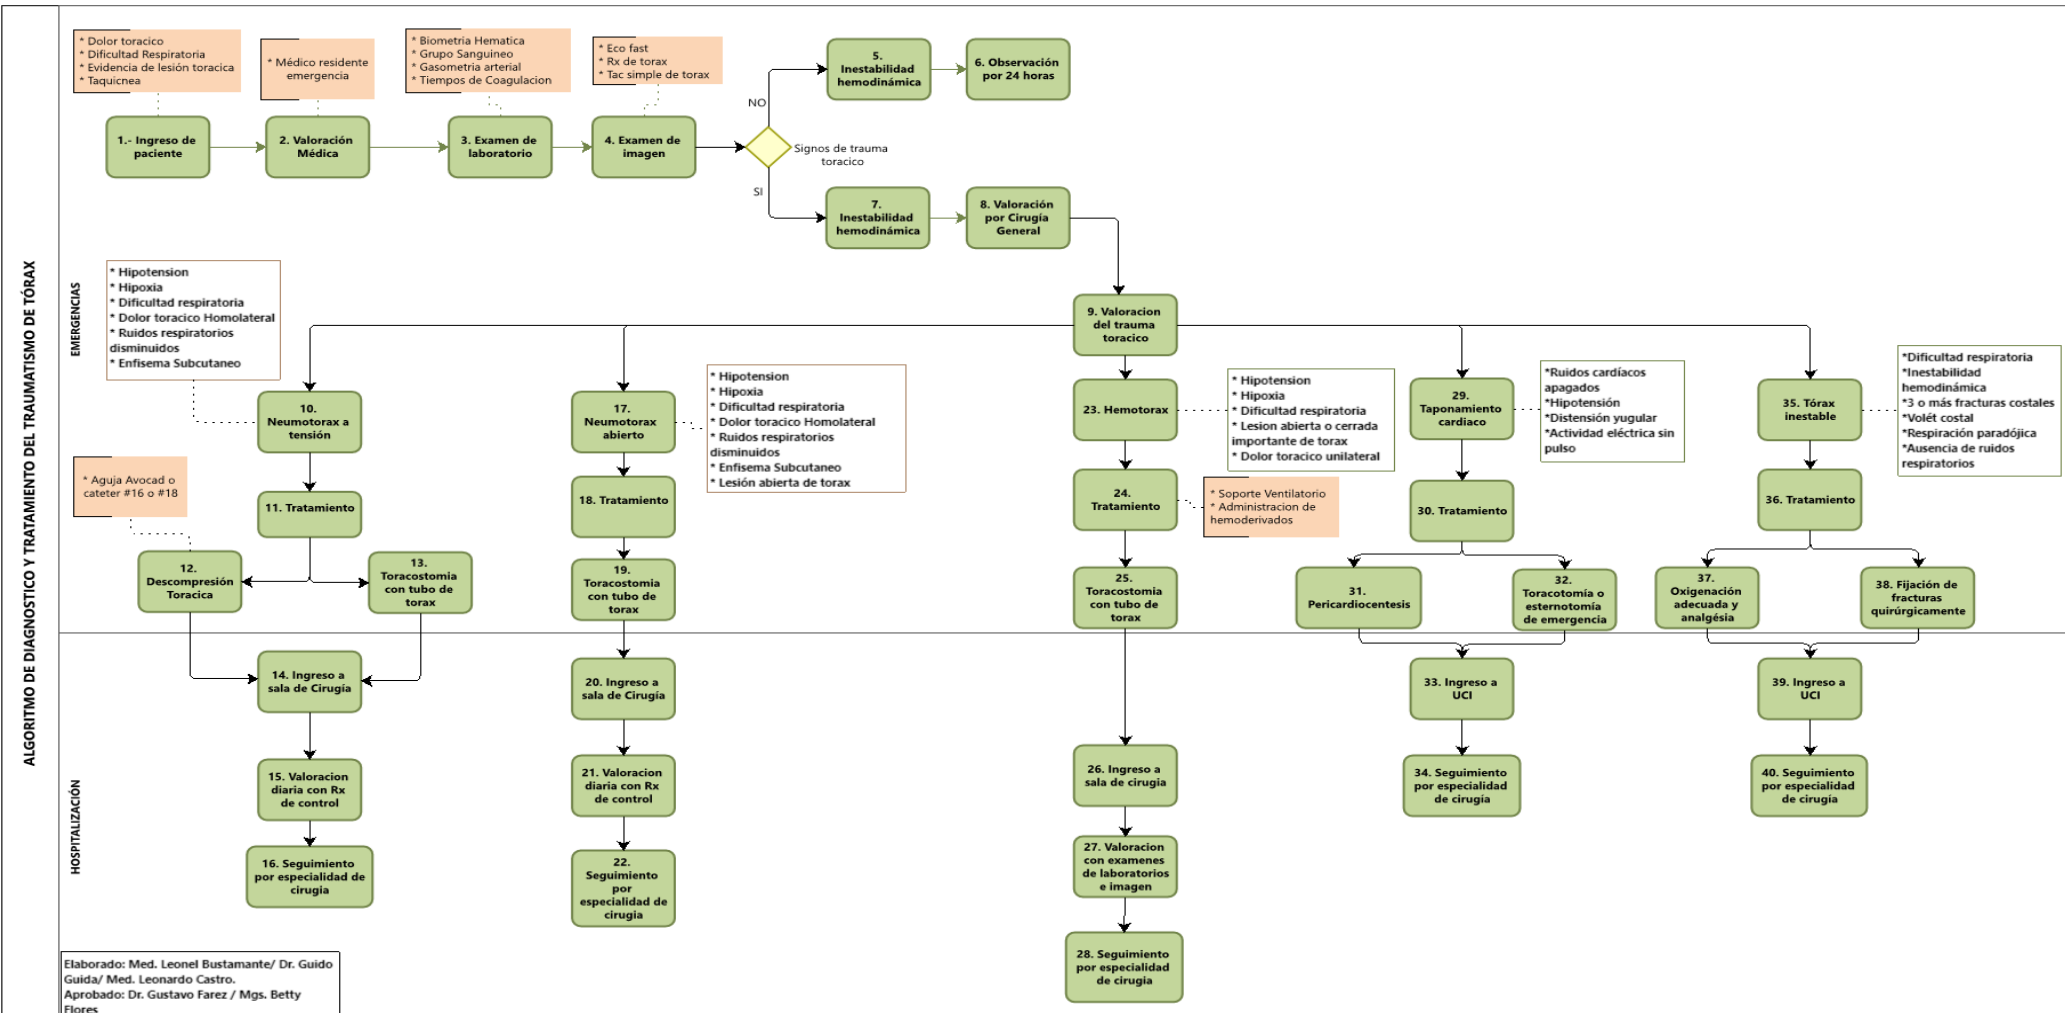 ALGORITMO DE DIAGNOSTICO Y TRATAMIENTO DEL TRAUMATISMO DE TÓRAX
EMERGENCIAS
* Dolor toracico
* Dificultad Respiratoria
* Evidencia de lesión toracica
* Taquicnea
* Médico residente
emergencia
* Biometria Hematica
* Grupo Sanguineo
* Gasometria arterial
* Tiempos de Coagulacion
* Eco fast
* Rx de torax
* Tac simple de torax
1.- Ingreso de
paciente
2. Valoración
Médica
3. Examen de
laboratorio
4. Examen de
imagen
Signos de trauma
toracico
NO
5.
Inestabilidad
hemodinámica
6. Observación
por 24 horas
SI
7.
Inestabilidad
hemodinámica
8. Valoración
por Cirugía
General
9. Valoracion
del trauma
toracico
* Hipotension
* Hipoxia
* Dificultad respiratoria
* Dolor toracico Homolateral
* Ruidos respiratorios
disminuidos
* Enfisema Subcutaneo
10.
Neumotorax a
tensión
11. Tratamiento
* Aguja Avocad o
cateter #16 o #18
12.
Descompresión
Toracica
13.
Toracostomia
con tubo de
torax
17.
Neumotorax
abierto
* Hipotension
* Hipoxia
* Dificultad respiratoria
* Dolor toracico Homolateral
* Ruidos respiratorios
disminuidos
* Enfisema Subcutaneo
* Lesión abierta de torax
18. Tratamiento
19.
Toracostomia
con tubo de
torax
23. Hemotorax
* Hipotension
* Hipoxia
* Dificultad respiratoria
* Lesion abierta o cerrada
importante de torax
* Dolor toracico unilateral
24.
Tratamiento
* Soporte Ventilatorio
* Administracion de
hemoderivados
25.
Toracostomia
con tubo de
torax
29.
Taponamiento
cardiaco
*Ruidos cardíacos
apagados
*Hipotensión
*Distensión yugular
*Actividad eléctrica sin
pulso
30. Tratamiento
31.
Pericardiocentesis
32.
Toracotomía o
esternotomía
de emergencia
35. Tórax
inestable
*Dificultad respiratoria
*Inestabilidad
hemodinámica
*3 o más fracturas costales
*Volét costal
*Respiración paradójica
*Ausencia de ruidos
respiratorios
36. Tratamiento
37.
Oxigenación
adecuada y
analgésia
38. Fijación de
fracturas
quirúrgicamente
HOSPITALIZACIÓN
14. Ingreso a
sala de Cirugía
15. Valoracion
diaria con Rx
de control
16. Seguimiento
por especialidad de
cirugia
20. Ingreso a
sala de Cirugía
21. Valoracion
diaria con Rx
de control
22.
Seguimiento
por
especialidad de
cirugia
26. Ingreso a
sala de cirugia
27. Valoracion
con examenes
de laboratorios
e imagen
28. Seguimiento
por especialidad
de cirugia
33. Ingreso a
UCI
34. Seguimiento
por especialidad
de cirugía
39. Ingreso a
UCI
40. Seguimiento
por especialidad
de cirugía
Elaborado: Med. Leonel Bustamante/ Dr. Guido
Guida/ Med. Leonardo Castro.
Aprobado: Dr. Gustavo Farez / Mgs. Betty
Flores